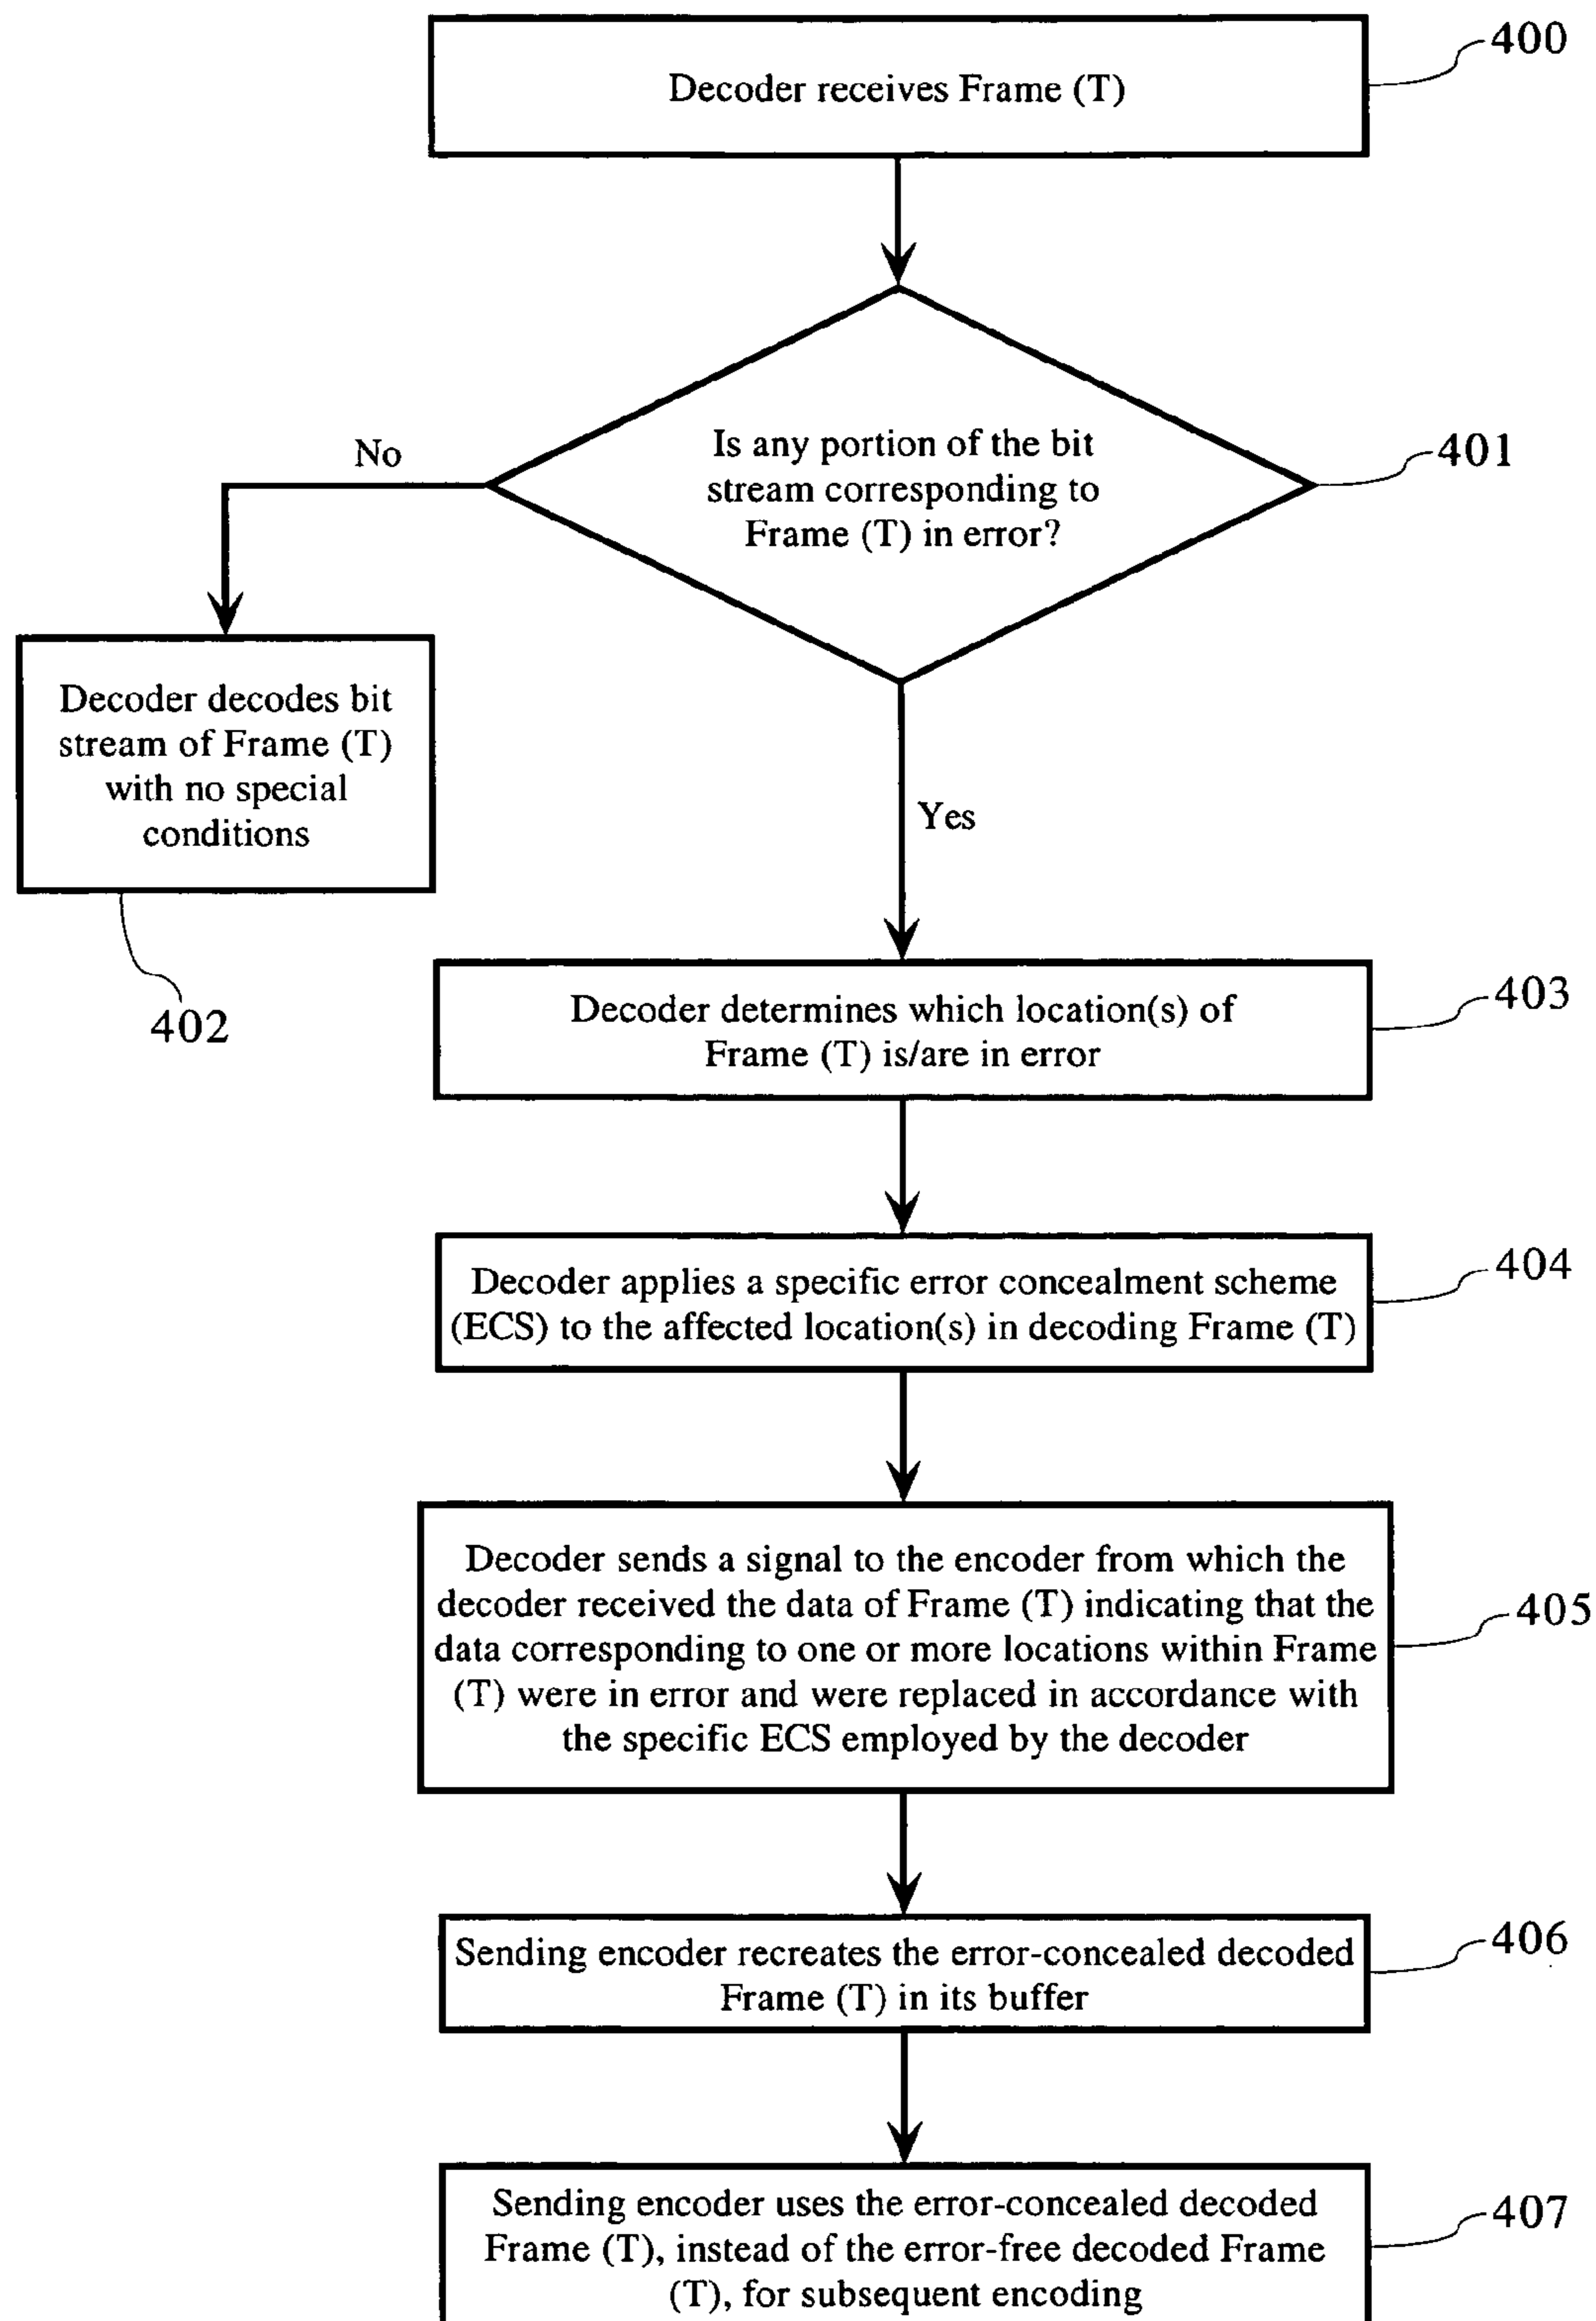 Decoder receives Frame (T)
400
Is any portion of the bit
stream corresponding to
Frame (T) in error?
401
No
Decoder decodes bit
stream of Frame (T)
with no special
conditions
402
Yes
Decoder determines which location(s) of
Frame (T) is/are in error
403
Decoder applies a specific error concealment scheme
(ECS) to the affected location(s) in decoding Frame (T)
404
Decoder sends a signal to the encoder from which the
decoder received the data of Frame (T) indicating that the
data corresponding to one or more locations within Frame
(T) were in error and were replaced in accordance with
the specific ECS employed by the decoder
405
Sending encoder recreates the error-concealed decoded
Frame (T) in its buffer
406
Sending encoder uses the error-concealed decoded
Frame (T), instead of the error-free decoded Frame
(T), for subsequent encoding
407